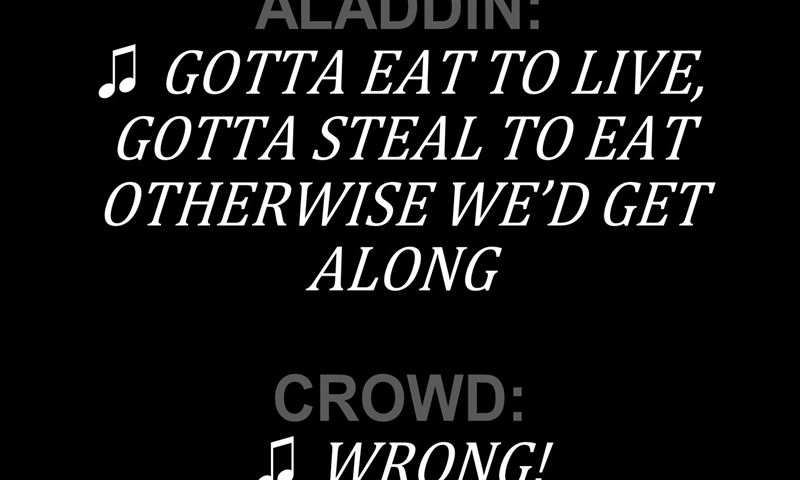 ALADDIN:
♫ GOTTA EAT TO LIVE,
GOTTA STEAL TO EAT
OTHERWISE WE’D GET
ALONG
CROWD:
♫ WRONG!